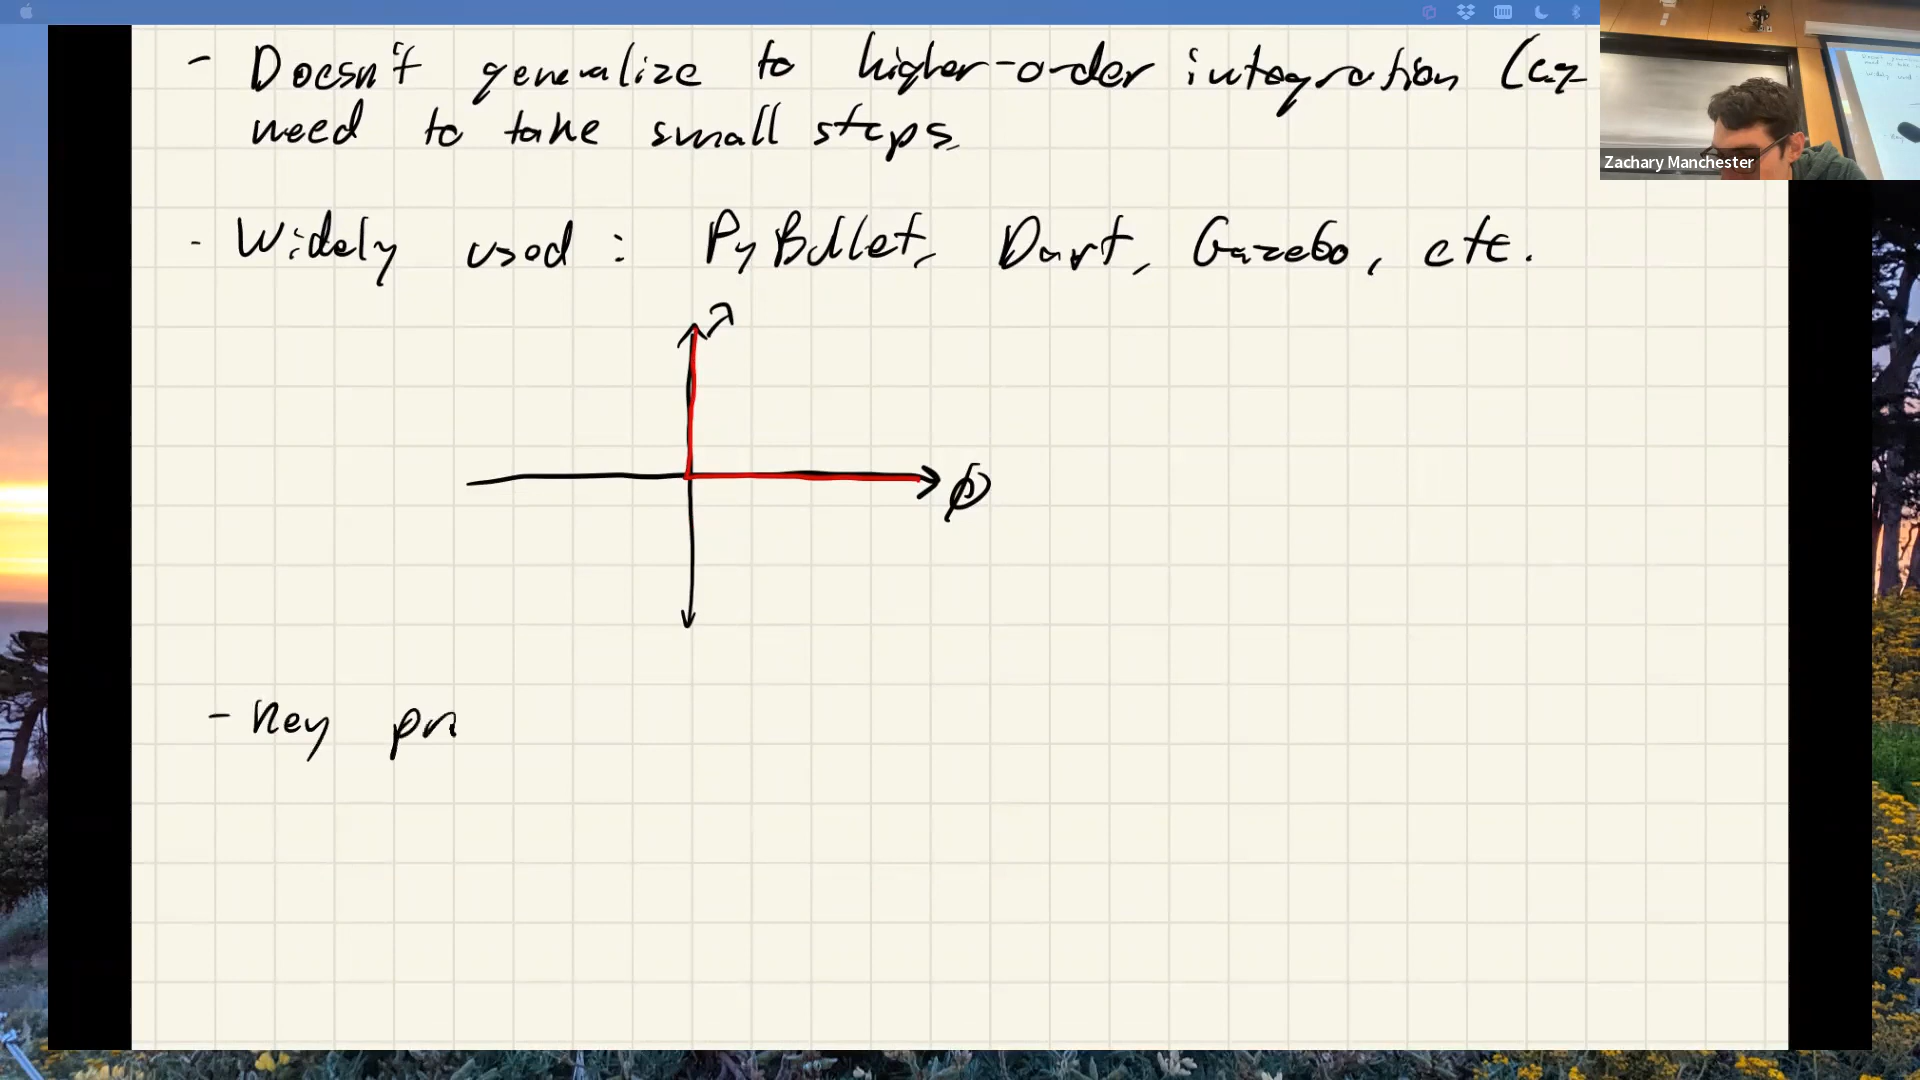 - Doesn't generalize to higher-order integration (e.g.
need to take small steps
Zachary Manchester
- Widely used : PyBullet, Dart, Gazebo, etc.
λ
ϕ
- Key